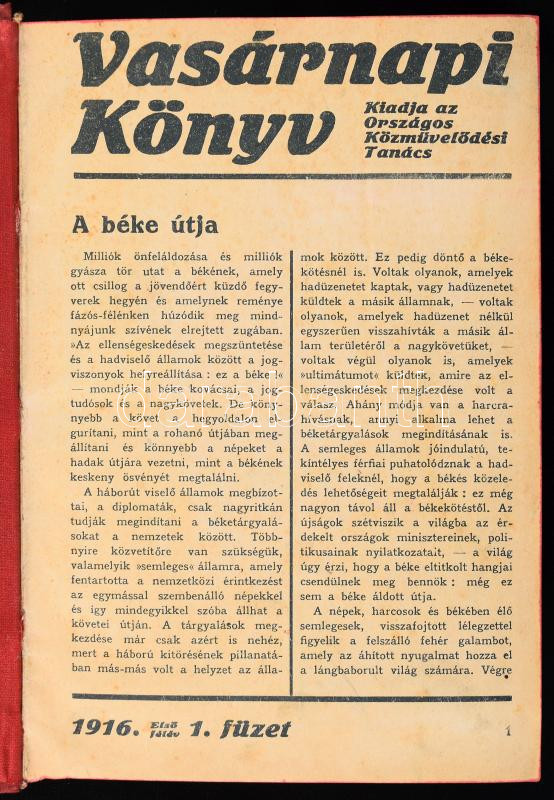 Vasárnapi
Könyv
Kiadja az
Országos
Közmüvelődési
Tanács
A béke útja
Milliók önfeláldozása és milliók
gyásza tör utat a békének, amely
ott csillog a jövendőért küzdő fegy-
verek hegyén és amelynek reménye
fázós-félénken húzódik meg mind-
nyájunk szívének elrejtett zugában.
»Az ellenségeskedések megszüntetése
és a hadviselő államok között a jog-
viszonyok helyreállítása : ez a béke !«
— mondják a béke kovácsai, a jog-
tudósok és a nagykövetek. De köny-
nyebb a követ a hegyoldalon el-
gurítani, mint a rohanó útjában meg-
állítani és könnyebb a népeket a
hadak útjára vezetni, mint a békének
keskeny ösvényét megtalálni.
A háborút viselő államok megbízot-
tai, a diplomaták, csak nagyritkán
tudják megindítani a béketárgyalá-
sokat a nemzetek között. Több-
nyire közvetítőre van szükségük,
valamelyik »semleges« államra, amely
fentartotta a nemzetközi érintkezést
az egymással szembenálló népekkel
és igy mindegyikkel szóba állhat a
követei útján. A tárgyalások meg-
kezdése már csak azért is nehéz,
mert a háború kitörésének pillanatá-
ban más-más volt a helyzet az álla-
mok között. Ez pedig döntő a béke-
kötésnél is. Voltak olyanok, amelyek
hadüzenetet kaptak, vagy hadüzenetet
küldtek a másik államnak, — voltak
olyanok, amelyek hadüzenet nélkül
egyszerűen visszahívták a másik ál-
lam területéről a nagykövetüket, —
voltak végül olyanok is, amelyek
»ultimátumot« küldtek, amire az el-
lenségeskedések megkezdése volt a
válasz. Ahány módja van a harcra-
hívásnak, annyi alkalma lehet a
béketárgyalások megindításának is.
A semleges államok jóindulatú, te-
kintélyes férfiai puhatolódznak a had-
viselő feleknél, hogy a békés közele-
dés lehetőségeit megtalálják : ez még
nagyon távol áll a békekötéstől. Az
újságok szétviszik a világba az ér-
dekelt országok minisztereinek, poli-
tikusainak nyilatkozatait, — a világ
úgy érzi, hogy a béke eltitkolt hangjai
csendülnek meg bennök : még ez
sem a béke áldott útja.
A népek, harcosok és békében élő
semlegesek, visszafojtott lélegzettel
figyelik a felszálló fehér galambot,
amely az áhított nyugalmat hozza el
a lángbaborult világ számára. Végre
1916. Első
félév 1. füzet
1
darabanth